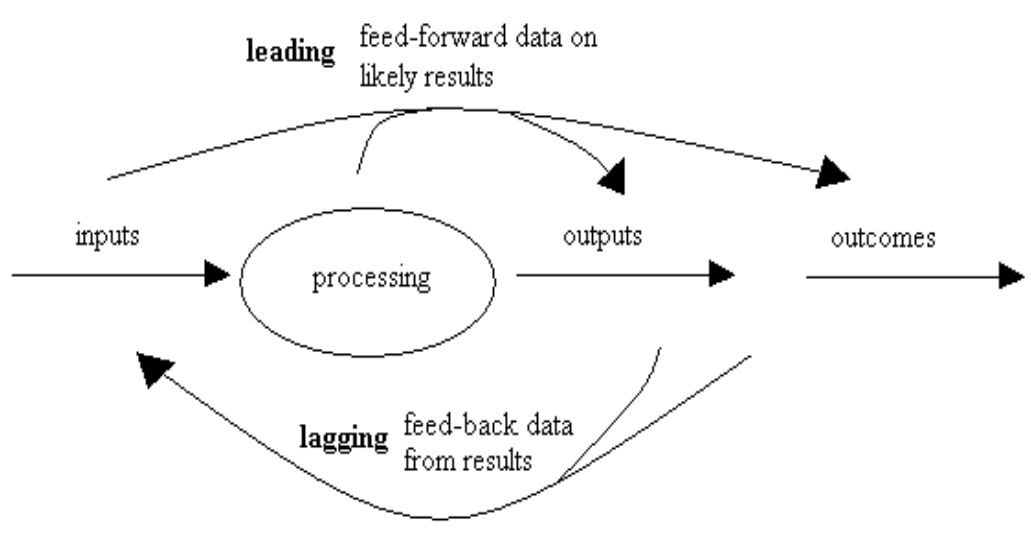 leading
feed-forward data on
likely results
inputs
processing
outputs
outcomes
lagging
feed-back data
from results